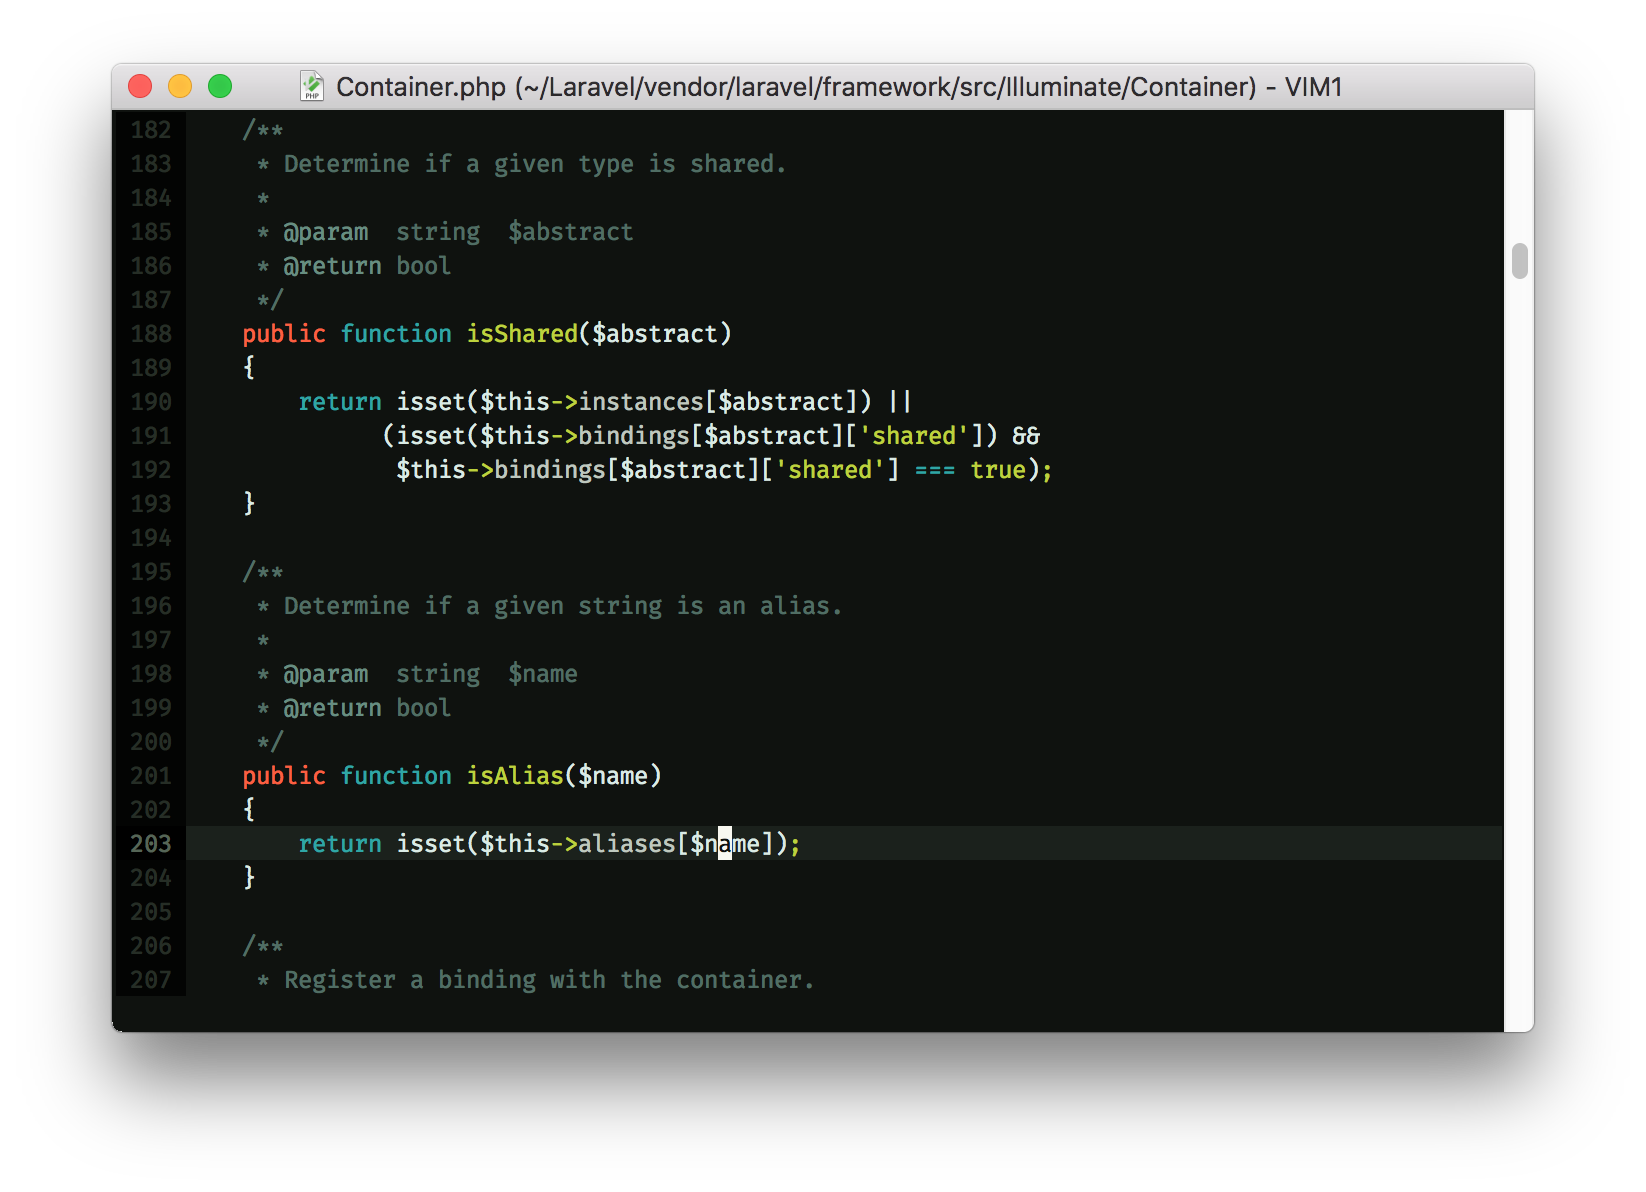 PHP
Container.php (~/Laravel/vendor/laravel/framework/src/Illuminate/Container) - VIM1
182     /**
183      * Determine if a given type is shared.
184      *
185      * @param  string  $abstract
186      * @return bool
187      */
188     public function isShared($abstract)
189     {
190         return isset($this->instances[$abstract]) ||
191               (isset($this->bindings[$abstract]['shared']) &&
192                $this->bindings[$abstract]['shared'] === true);
193     }
194
195     /**
196      * Determine if a given string is an alias.
197      *
198      * @param  string  $name
199      * @return bool
200      */
201     public function isAlias($name)
202     {
203         return isset($this->aliases[$name]);
204     }
205
206     /**
207      * Register a binding with the container.